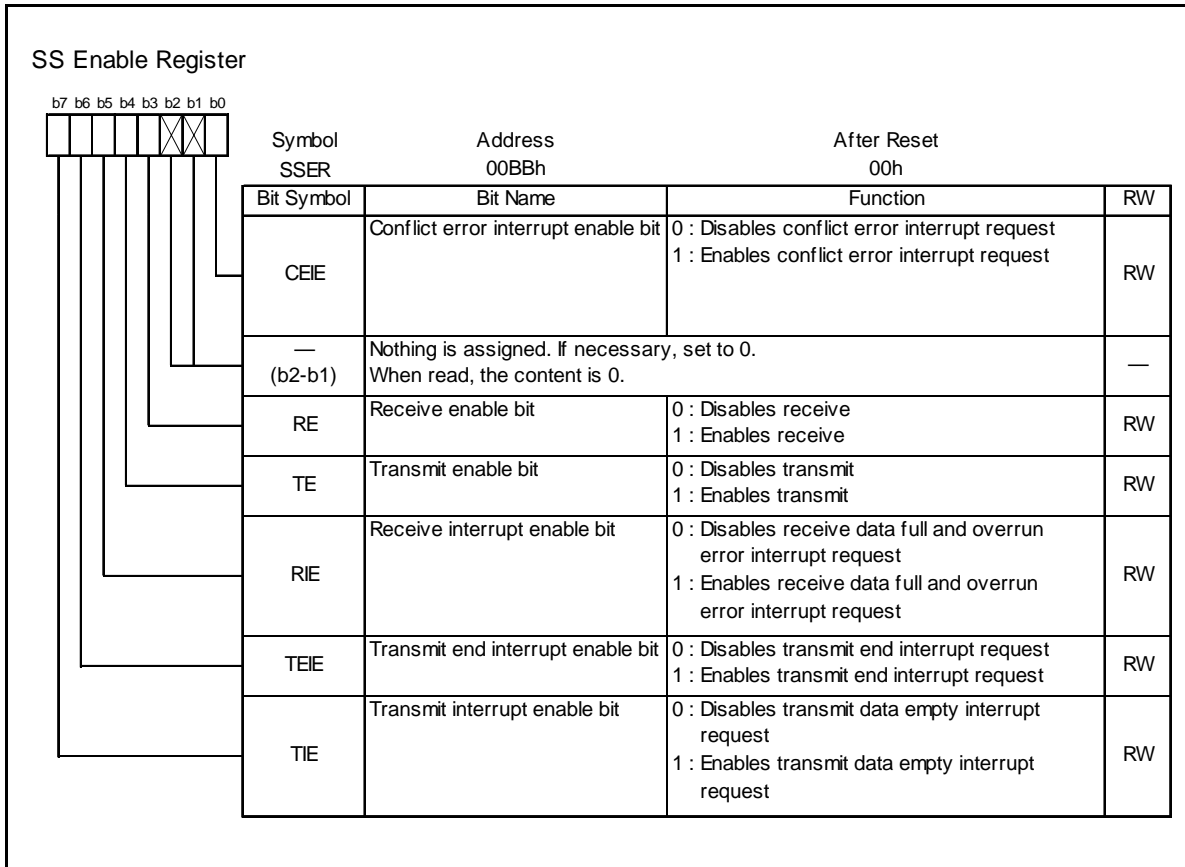 SS Enable Register
b7 b6 b5 b4 b3 b2 b1 b0
Symbol Address After Reset
SSER 00BBh 00h
Bit Symbol Bit Name Function RW
CEIE Conflict error interrupt enable bit 0 : Disables conflict error interrupt request
1 : Enables conflict error interrupt request RW
— (b2-b1) Nothing is assigned. If necessary, set to 0.
When read, the content is 0. —
RE Receive enable bit 0 : Disables receive
1 : Enables receive RW
TE Transmit enable bit 0 : Disables transmit
1 : Enables transmit RW
RIE Receive interrupt enable bit 0 : Disables receive data full and overrun
error interrupt request
1 : Enables receive data full and overrun
error interrupt request RW
TEIE Transmit end interrupt enable bit 0 : Disables transmit end interrupt request
1 : Enables transmit end interrupt request RW
TIE Transmit interrupt enable bit 0 : Disables transmit data empty interrupt
request
1 : Enables transmit data empty interrupt
request RW